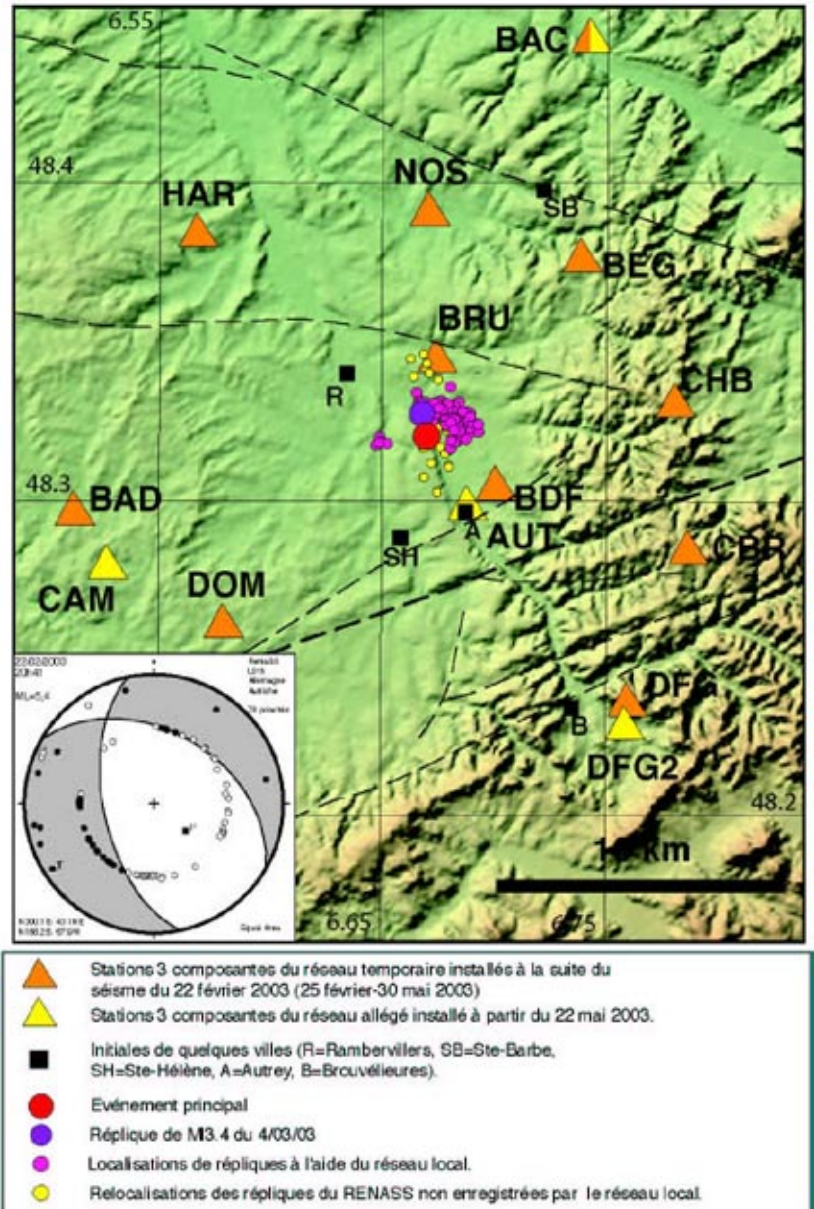 6.55
BAC
48.4
HAR
NOS
SB
BEG
BRU
R
CHB
48.3
BAD
BDF
A
AUT
SH
CBR
CAM
DOM
22/02/2003
ML=5,4
B
DFG2
48.2
km
T
6.65
6.75
Stations 3 composantes du réseau temporaire installés à la suite du
séisme du 22 février 2003 (25 février-30 mai 2003)
Stations 3 composantes du réseau allégé installé à partir du 22 mai 2003.
Initiales de quelques villes (R=Rambervillers, SB=Ste-Barbe,
SH=Ste-Hélène, A=Autrey, B=Brouvélieures).
Evénement principal
Réplique de Ml3.4 du 4/03/03
Localisations de répliques à l'aide du réseau local.
Relocalisations des répliques du RENASS non enregistrées par le réseau local.